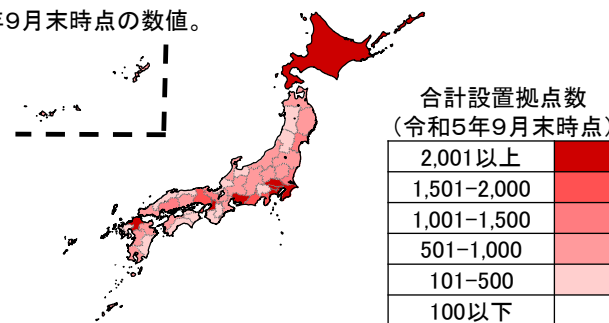 年9月末時点の数値。
合計設置拠点数
(令和5年9月末時点)
2,001以上
1,501-2,000
1,001-1,500
501-1,000
101-500
100以下